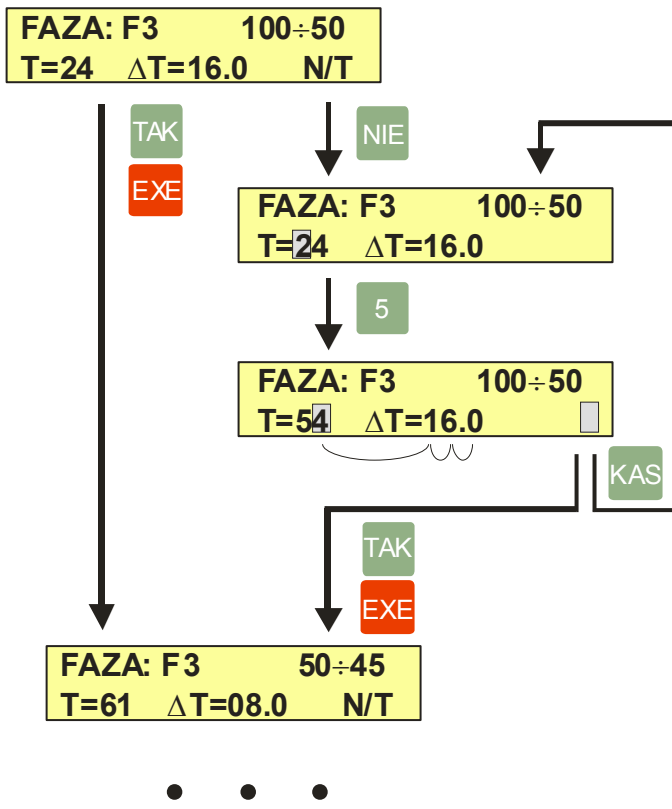 FAZA: F3 100÷50
T=24 ΔT=16.0 N/T
TAK
NIE
EXE
FAZA: F3 100÷50
T=24 ΔT=16.0
5
FAZA: F3 100÷50
T=54 ΔT=16.0
KAS
TAK
EXE
FAZA: F3 50÷45
T=61 ΔT=08.0 N/T